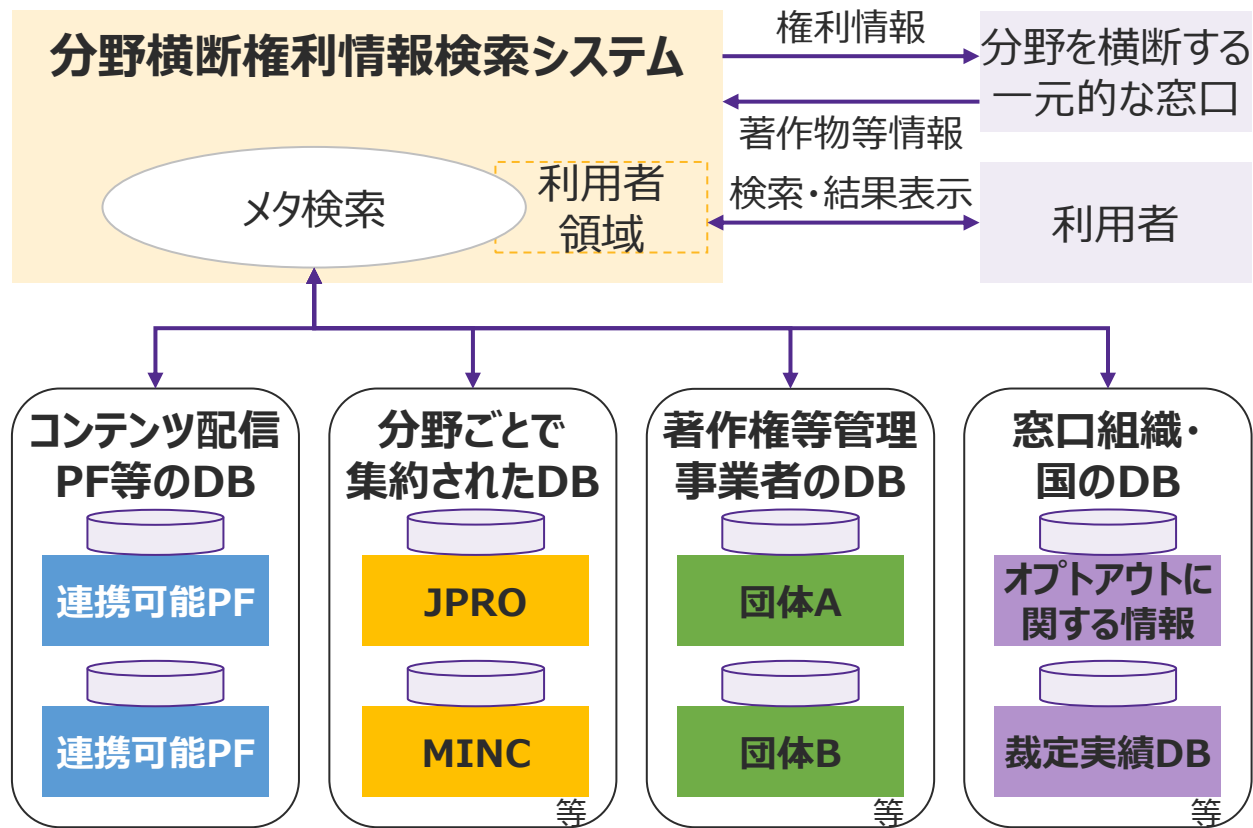 分野横断権利情報検索システム
権利情報
分野を横断する
一元的な窓口
著作物等情報
メタ検索
利用者
領域
検索・結果表示
利用者
コンテンツ配信
PF等のDB
連携可能PF
連携可能PF
分野ごとで
集約されたDB
JPRO
MINC
等
著作権等管理
事業者のDB
団体A
団体B
等
窓口組織・
国のDB
オプトアウトに
関する情報
裁定実績DB
等